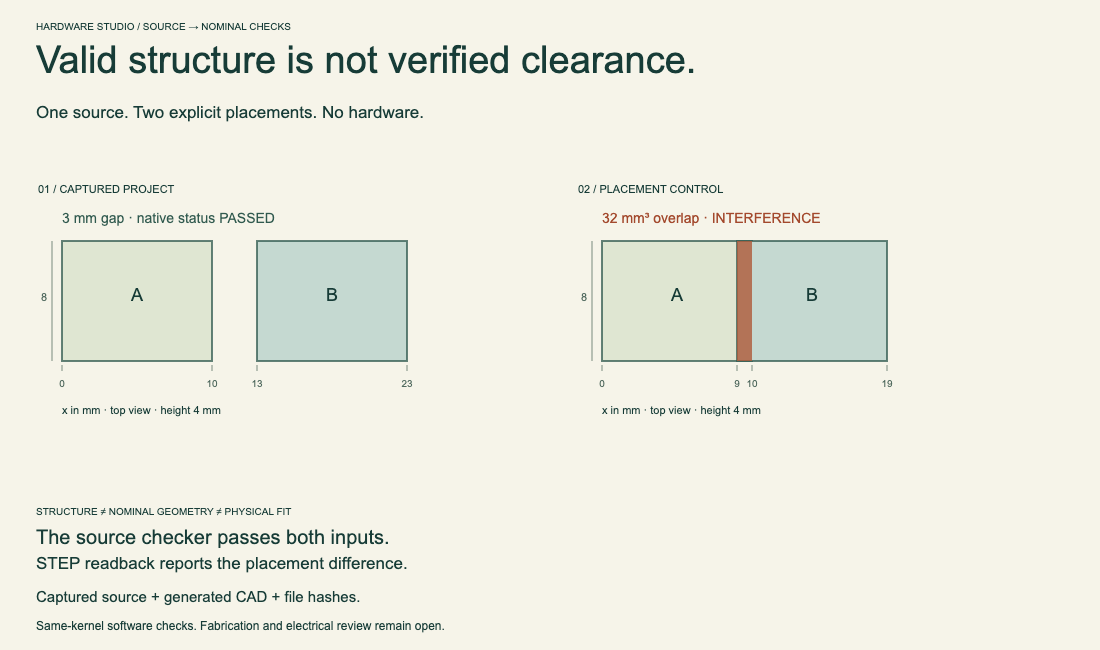 HARDWARE STUDIO / SOURCE → NOMINAL CHECKS
Valid structure is not verified clearance.
One source. Two explicit placements. No hardware.
01 / CAPTURED PROJECT
3 mm gap · native status PASSED
8
A
B
0
10
13
23
x in mm · top view · height 4 mm
02 / PLACEMENT CONTROL
32 mm³ overlap · INTERFERENCE
8
A
B
0
9
10
19
x in mm · top view · height 4 mm
STRUCTURE ≠ NOMINAL GEOMETRY ≠ PHYSICAL FIT
The source checker passes both inputs.
STEP readback reports the placement difference.
Captured source + generated CAD + file hashes.
Same-kernel software checks. Fabrication and electrical review remain open.